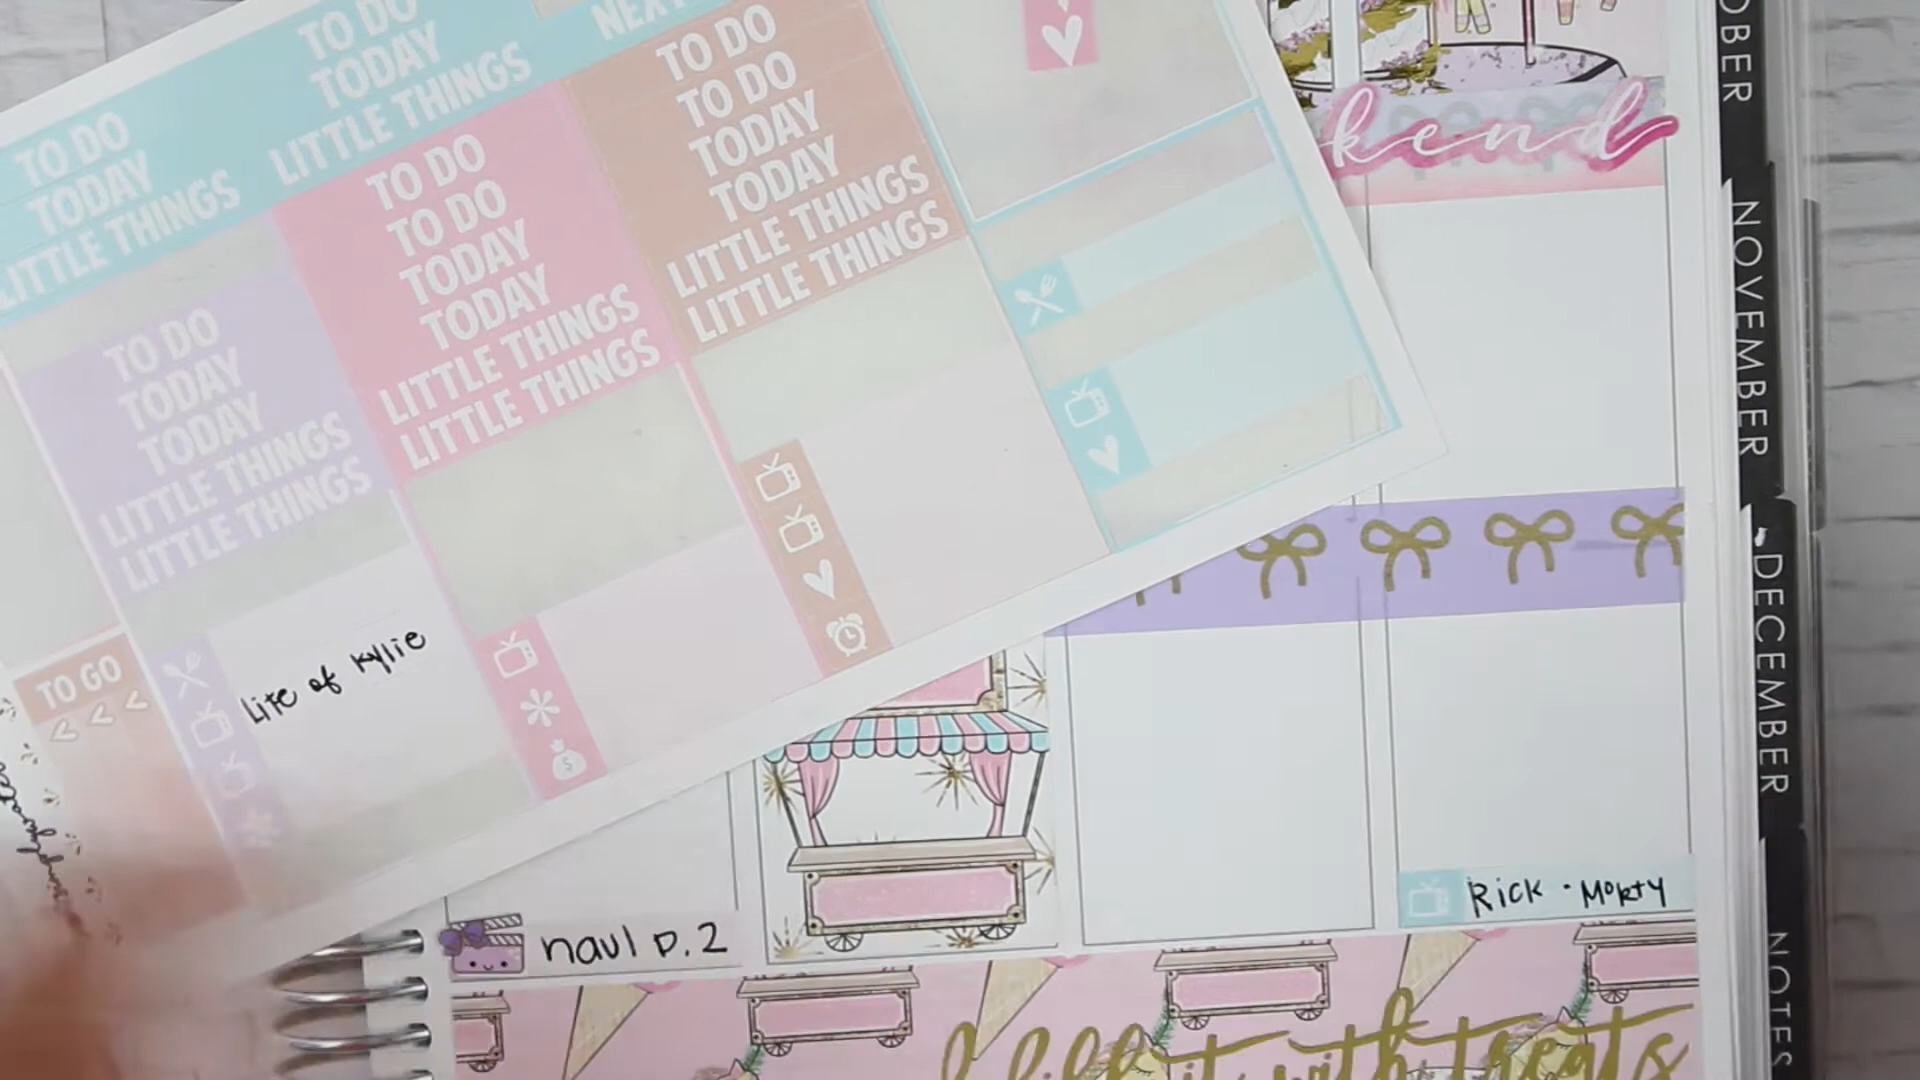 TO DO
TODAY
LITTLE THINGS
TO DO
TODAY
LITTLE THINGS
NEXT
TO DO
TODAY
TODAY
LITTLE THINGS
LITTLE THINGS
TO DO
TO DO
TODAY
TODAY
LITTLE THINGS
LITTLE THINGS
TO DO
TO DO
TODAY
TODAY
LITTLE THINGS
LITTLE THINGS
TO GO
Life of Kylie
kend
OBER
NOVEMBER
DECEMBER
NOTES
Rick · Morty
haul p.2
it with treats